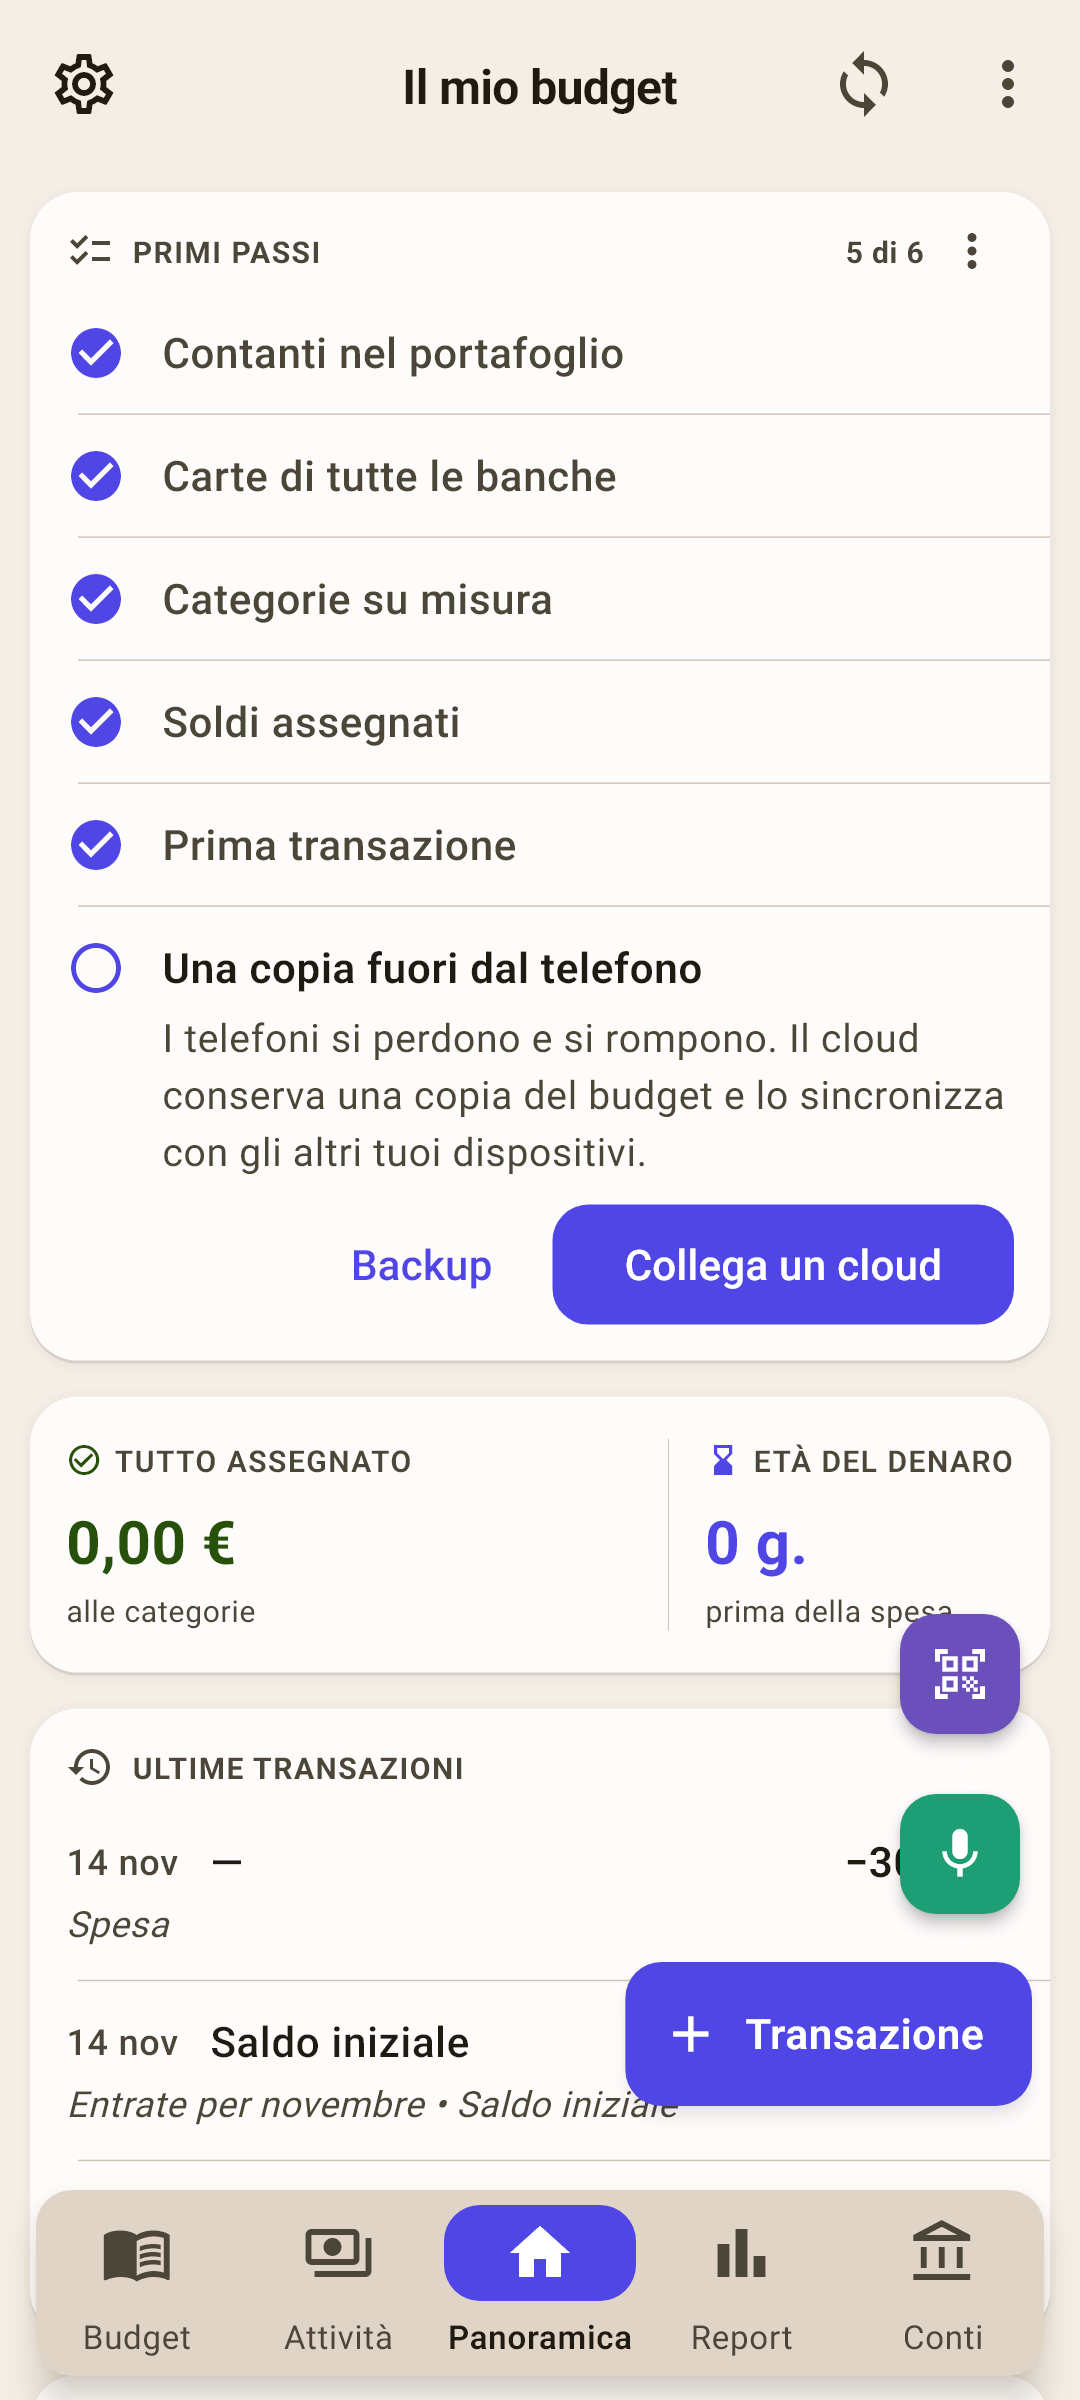 Il mio budget
PRIMI PASSI
5 di 6
Contanti nel portafoglio
Carte di tutte le banche
Categorie su misura
Soldi assegnati
Prima transazione
Una copia fuori dal telefono
I telefoni si perdono e si rompono. Il cloud
conserva una copia del budget e lo sincronizza
con gli altri tuoi dispositivi.
Backup
Collega un cloud
TUTTO ASSEGNATO
0,00 €
alle categorie
ETÀ DEL DENARO
0 g.
prima della spesa
ULTIME TRANSAZIONI
14 nov —
Spesa
14 nov Saldo iniziale
Entrate per novembre • Saldo iniziale
+ Transazione
Budget
Attività
Panoramica
Report
Conti